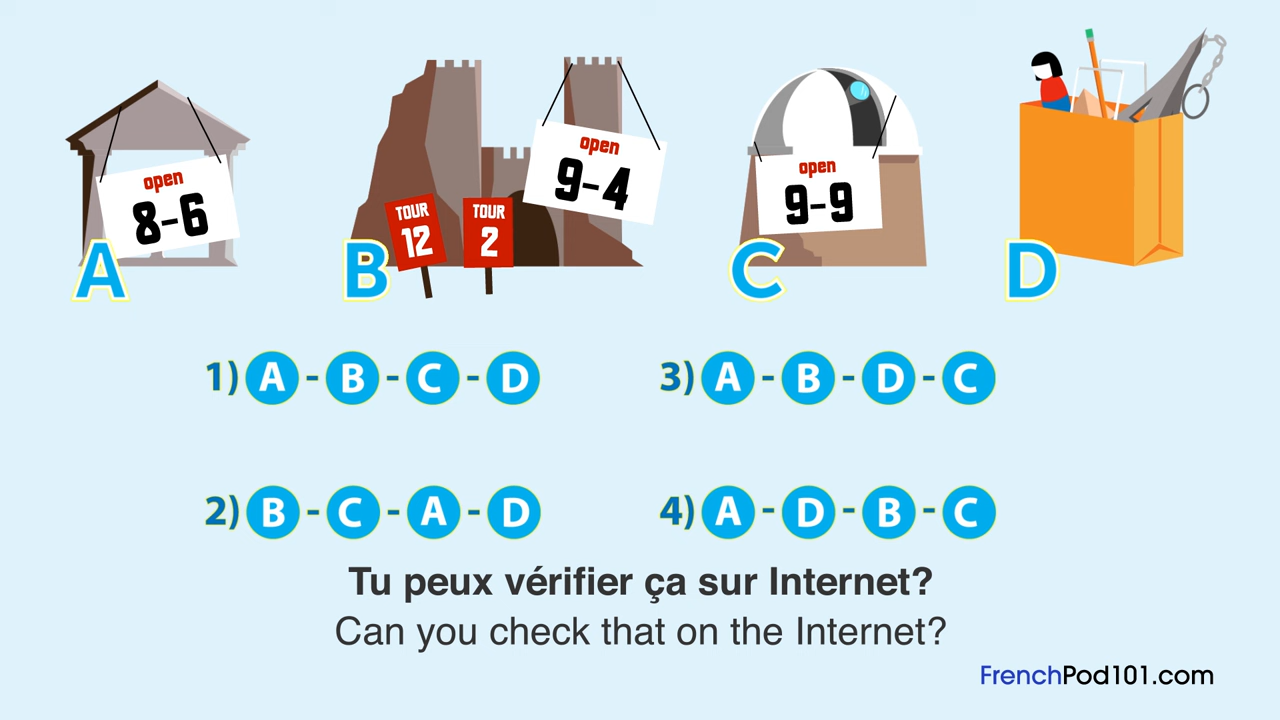 open
8-6
A
TOUR
12
TOUR
2
open
9-4
B
open
9-9
C
D
1) A - B - C - D
3) A - B - D - C
2) B - C - A - D
4) A - D - B - C
Tu peux vérifier ça sur Internet?
Can you check that on the Internet?
FrenchPod101.com